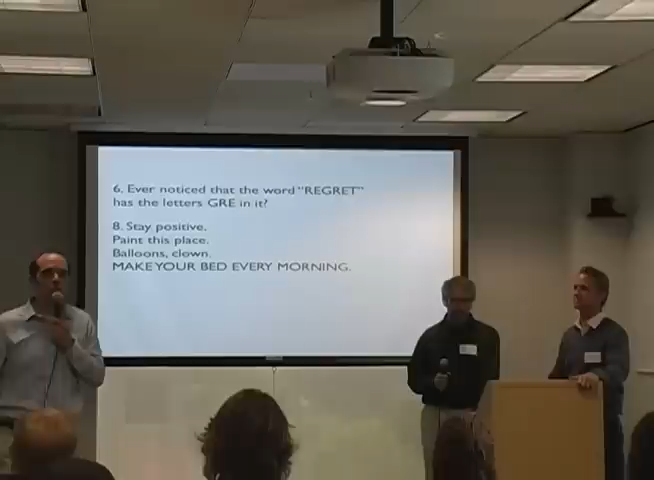 6. Ever noticed that the word "REGRET"
has the letters GRE in it?
8. Stay positive.
Paint this place.
Balloons, clown.
MAKE YOUR BED EVERY MORNING.